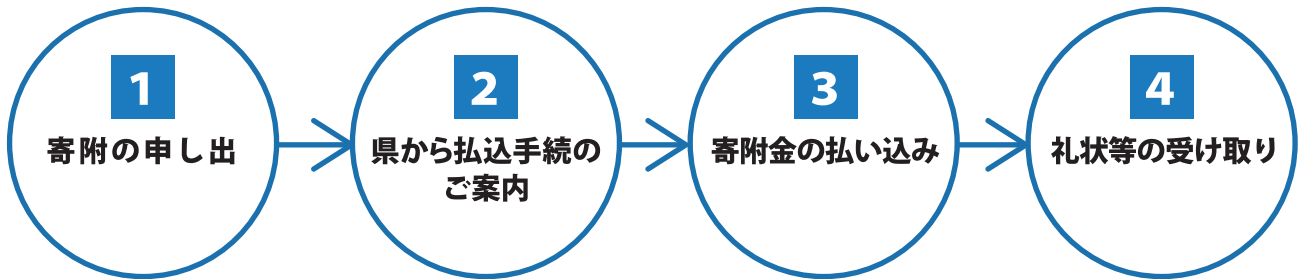 1
寄附の申し出
2
県から払込手続の
ご案内
3
寄附金の払い込み
4
礼状等の受け取り